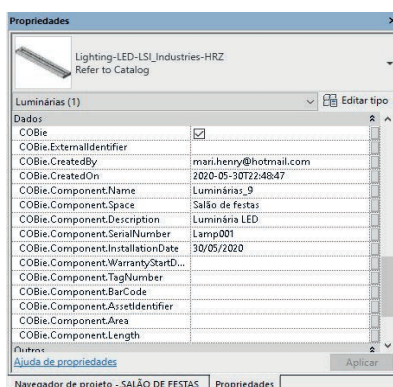 Propriedades
Lighting-LED-LSI_Industries-HRZ
Refer to Catalog
Luminárias (1) Editar tipo
Dados
COBie
COBie.ExternalIdentifier
COBie.CreatedBy mari.henry@hotmail.com
COBie.CreatedOn 2020-05-30T22:48:47
COBie.Component.Name Luminárias_9
COBie.Component.Space Salão de festas
COBie.Component.Description Luminária LED
COBie.Component.SerialNumber Lamp001
COBie.Component.InstallationDate 30/05/2020
COBie.Component.WarrantyStartD...
COBie.Component.TagNumber
COBie.Component.BarCode
COBie.Component.AssetIdentifier
COBie.Component.Area
COBie.Component.Length
Outros
Ajuda de propriedades Aplicar
Navegador de projeto - SALÃO DE FESTAS Propriedades